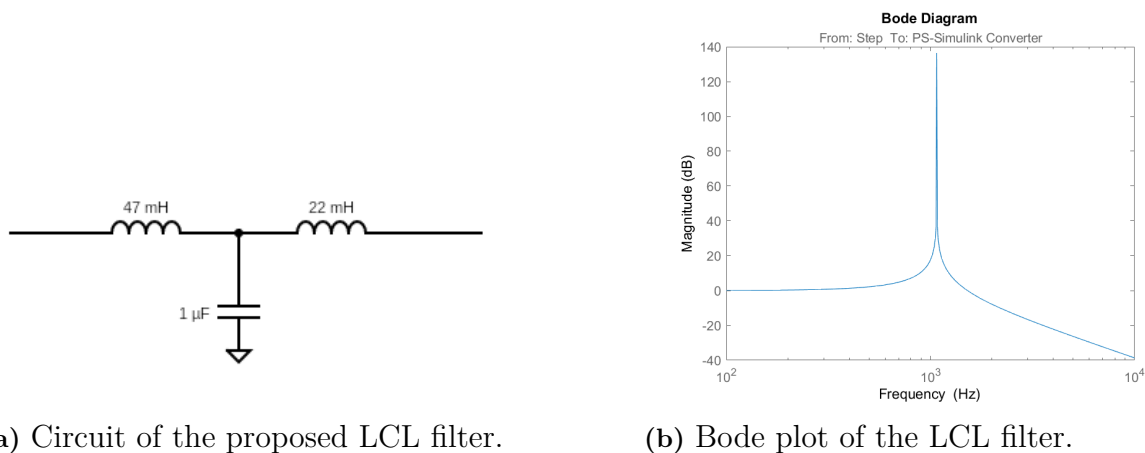 47 mH
22 mH
1 µF
a) Circuit of the proposed LCL filter.
Bode Diagram
From: Step To: PS-Simulink Converter
Magnitude (dB)
140
120
100
80
60
40
20
0
-20
-40
10²
10³
10⁴
Frequency (Hz)
(b) Bode plot of the LCL filter.